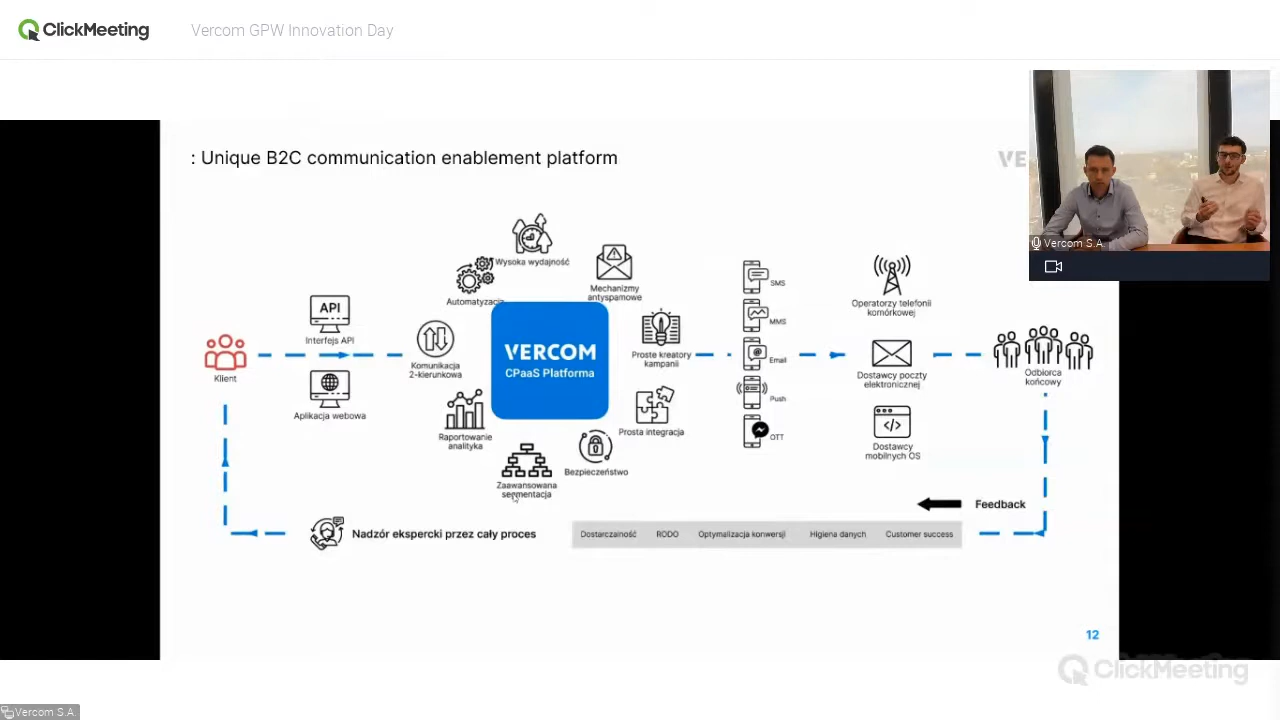 ClickMeeting
Vercom GPW Innovation Day
: Unique B2C communication enablement platform
VE
Vercom S.A.
Wysoka wydajność
Mechanizmy
antyspamowe
Automatyzacja
API
Interfejs API
Klient
Aplikacja webowa
Komunikacja
2-kierunkowa
VERCOM
CPaaS Platforma
Proste kreatory
kampanii
Prosta integracja
Raportowanie
analityka
Zaawansowana
segmentacja
Bezpieczeństwo
SMS
MMS
Email
Push
OTT
Operatorzy telefonii
komórkowej
Dostawcy poczty
elektronicznej
Dostawcy
mobilnych OS
Odbiorca
końcowy
Feedback
Nadzór ekspercki przez cały proces
Dostarczalność RODO Optymalizacja konwersji Higiena danych Customer success
12
ClickMeeting
Vercom S.A.